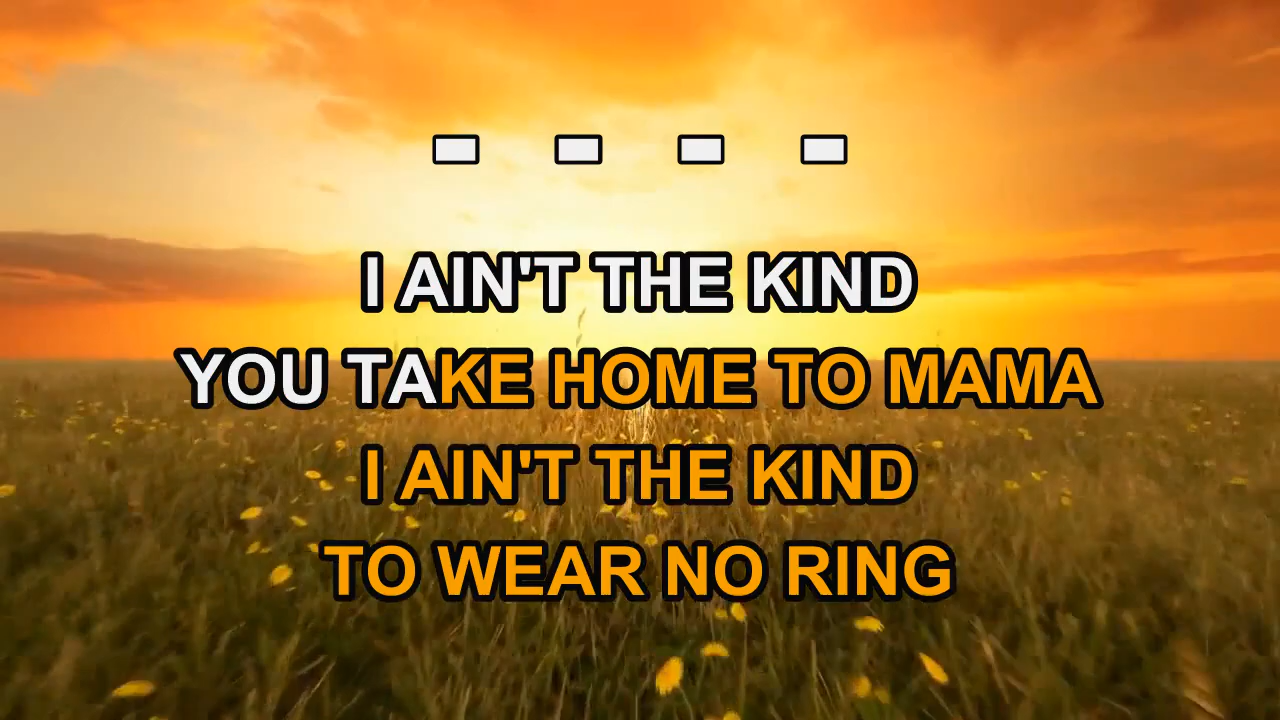 - - - -
I AIN'T THE KIND
YOU TAKE HOME TO MAMA
I AIN'T THE KIND
TO WEAR NO RING